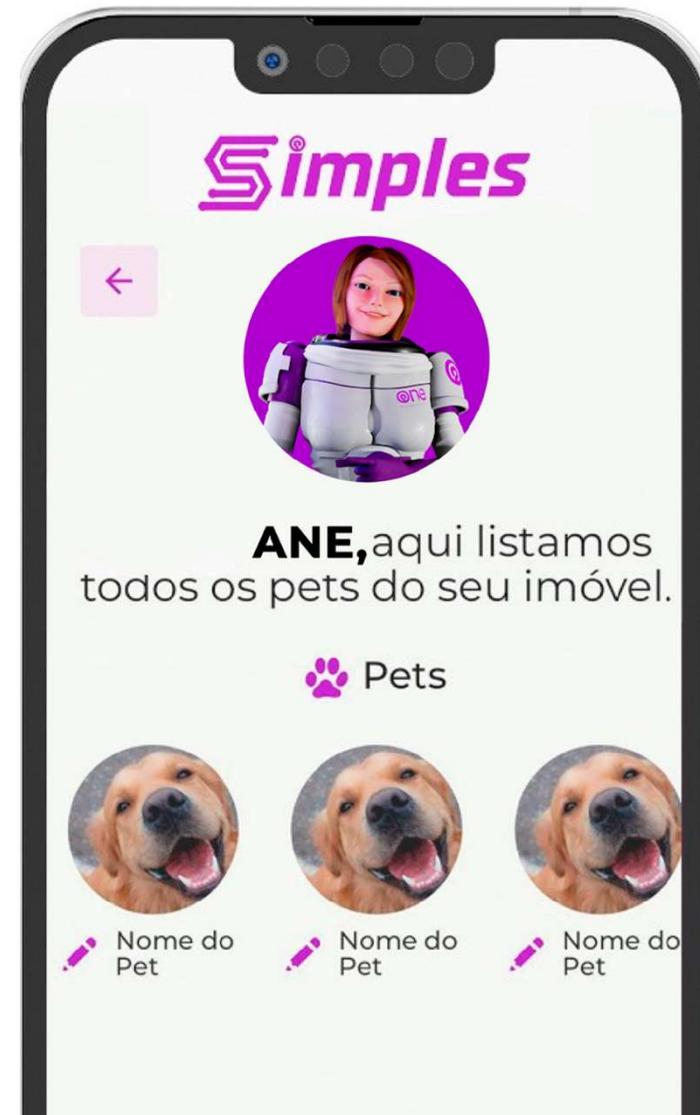 Simples
one
ANE, aqui listamos
todos os pets do seu imóvel.
Pets
Nome do
Pet
Nome do
Pet
Nome do
Pet